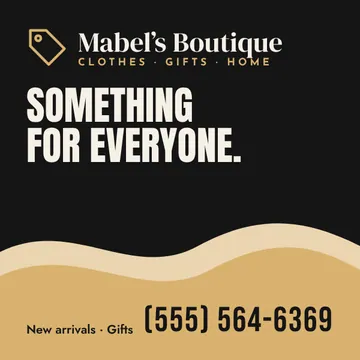 Mabel's Boutique
CLOTHES · GIFTS · HOME
SOMETHING
FOR EVERYONE.
New arrivals · Gifts
(555) 564-6369